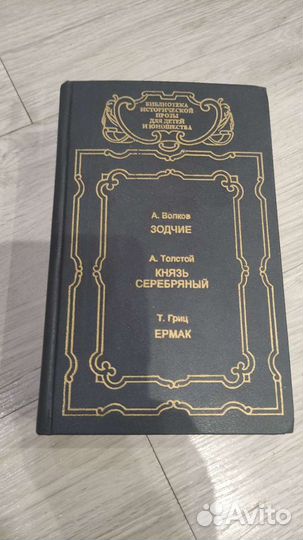 БИБЛИОТЕКА
ИСТОРИЧЕСКОЙ
ПРОЗЫ
ДЛЯ ДЕТЕЙ
И ЮНОШЕСТВА
А. Волков
ЗОДЧИЕ
А. Толстой
КНЯЗЬ
СЕРЕБРЯНЫЙ
Т. Гриц
ЕРМАК
Avito